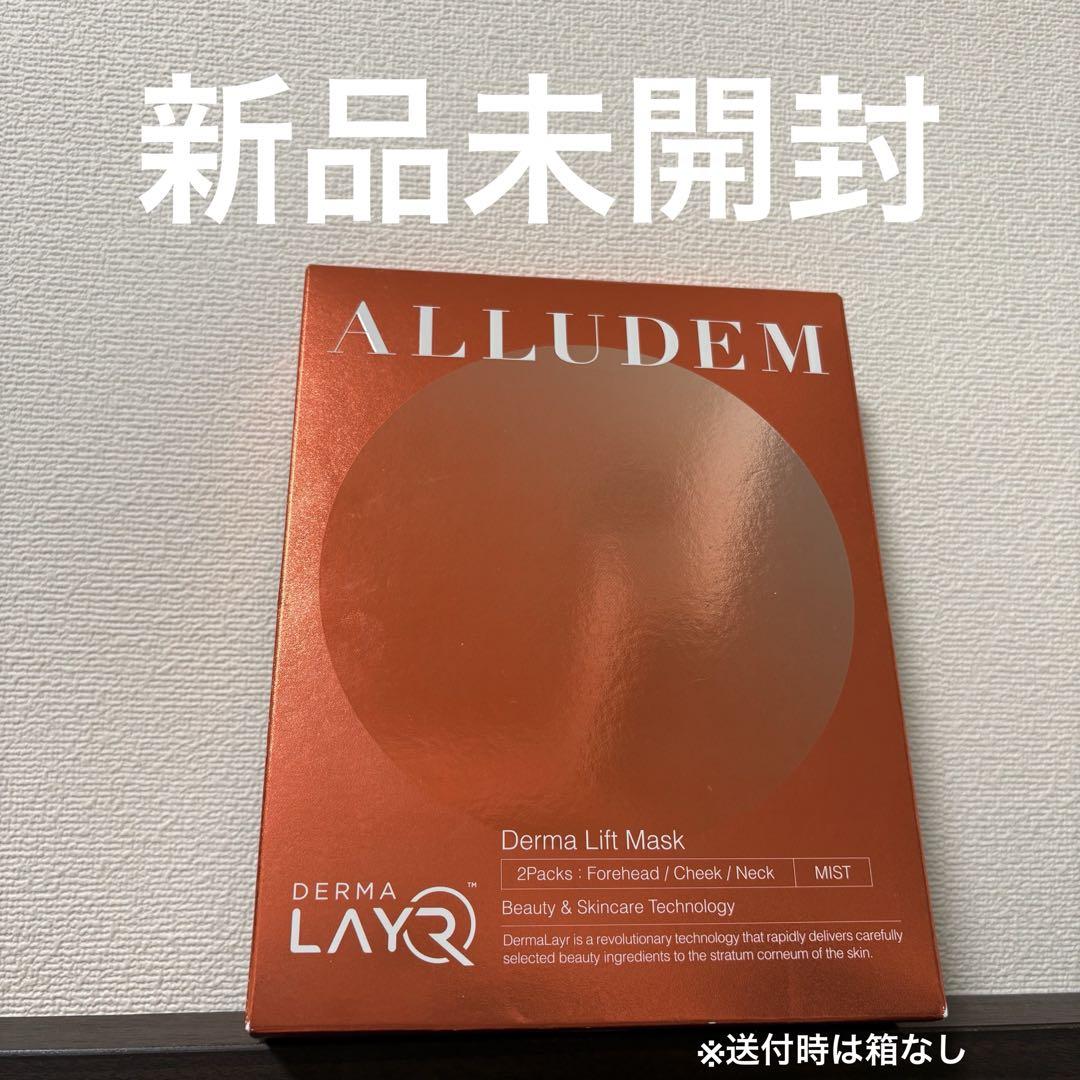 新品未開封
ALLUDEM
Derma Lift Mask
2Packs : Forehead / Cheek / Neck MIST
DERMA
LAYR™
Beauty & Skincare Technology
DermaLayr is a revolutionary technology that rapidly delivers carefully
selected beauty ingredients to the stratum corneum of the skin.
※送付時は箱なし